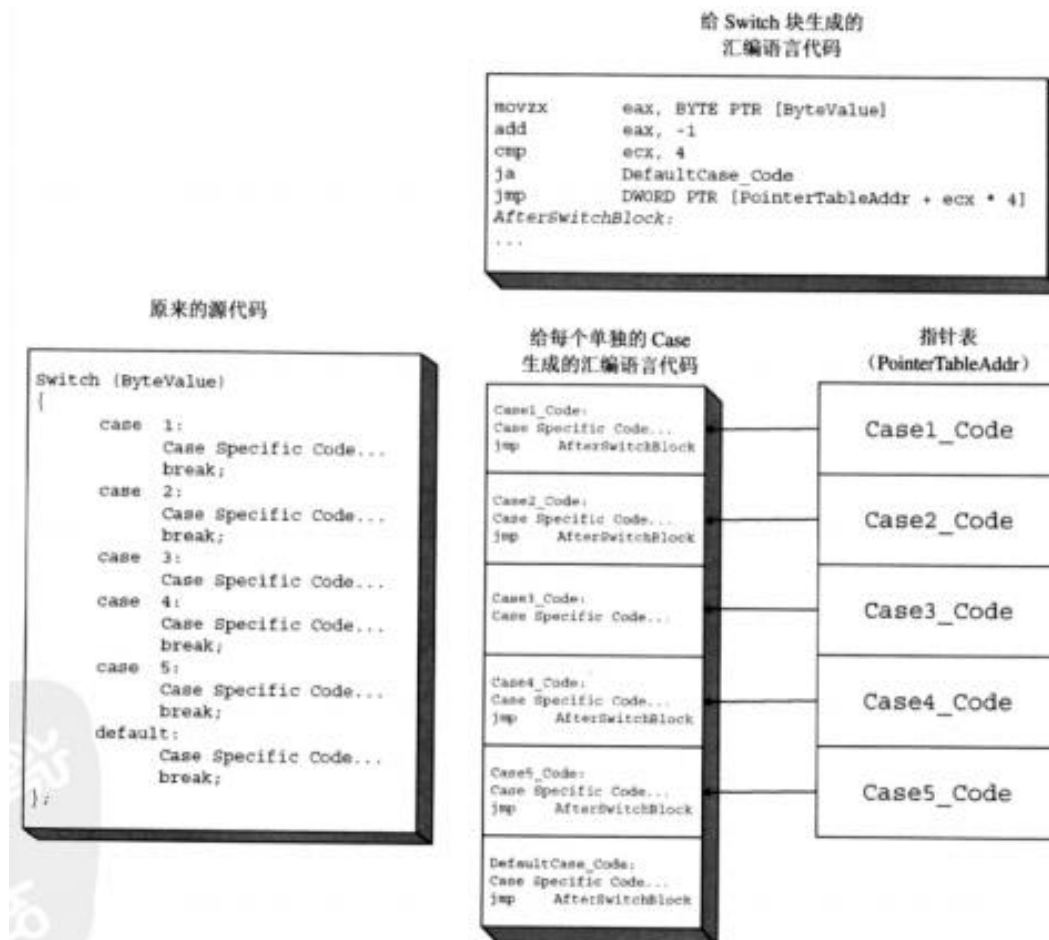 给 Switch 块生成的
汇编语言代码
movzx eax, BYTE PTR [ByteValue]
add eax, -1
cmp ecx, 4
ja DefaultCase_Code
jmp DWORD PTR [PointerTableAddr + ecx * 4]
AfterSwitchBlock:
...
原来的源代码
Switch (ByteValue)
{
case 1:
Case Specific Code...
break;
case 2:
Case Specific Code...
break;
case 3:
Case Specific Code...
case 4:
Case Specific Code...
break;
case 5:
Case Specific Code...
break;
default:
Case Specific Code...
break;
};
给每个单独的 Case
生成的汇编语言代码
Case1_Code:
Case Specific Code...
jmp AfterSwitchBlock
Case2_Code:
Case Specific Code...
jmp AfterSwitchBlock
Case3_Code:
Case Specific Code...
Case4_Code:
Case Specific Code...
jmp AfterSwitchBlock
Case5_Code:
Case Specific Code...
jmp AfterSwitchBlock
DefaultCase_Code:
Case Specific Code...
jmp AfterSwitchBlock
指针表
（PointerTableAddr）
Case1_Code
Case2_Code
Case3_Code
Case4_Code
Case5_Code